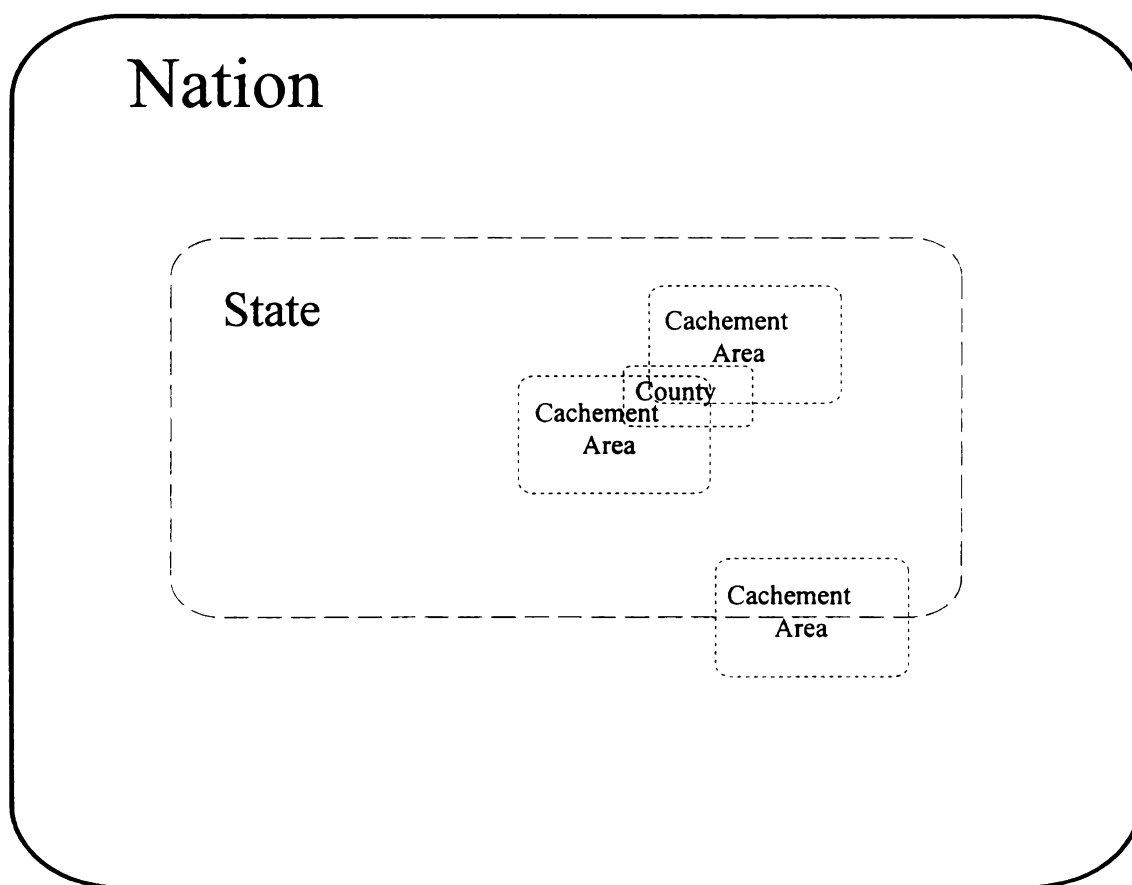 Nation
State
Cachement
Area
County
Cachement
Area
Cachement
Area